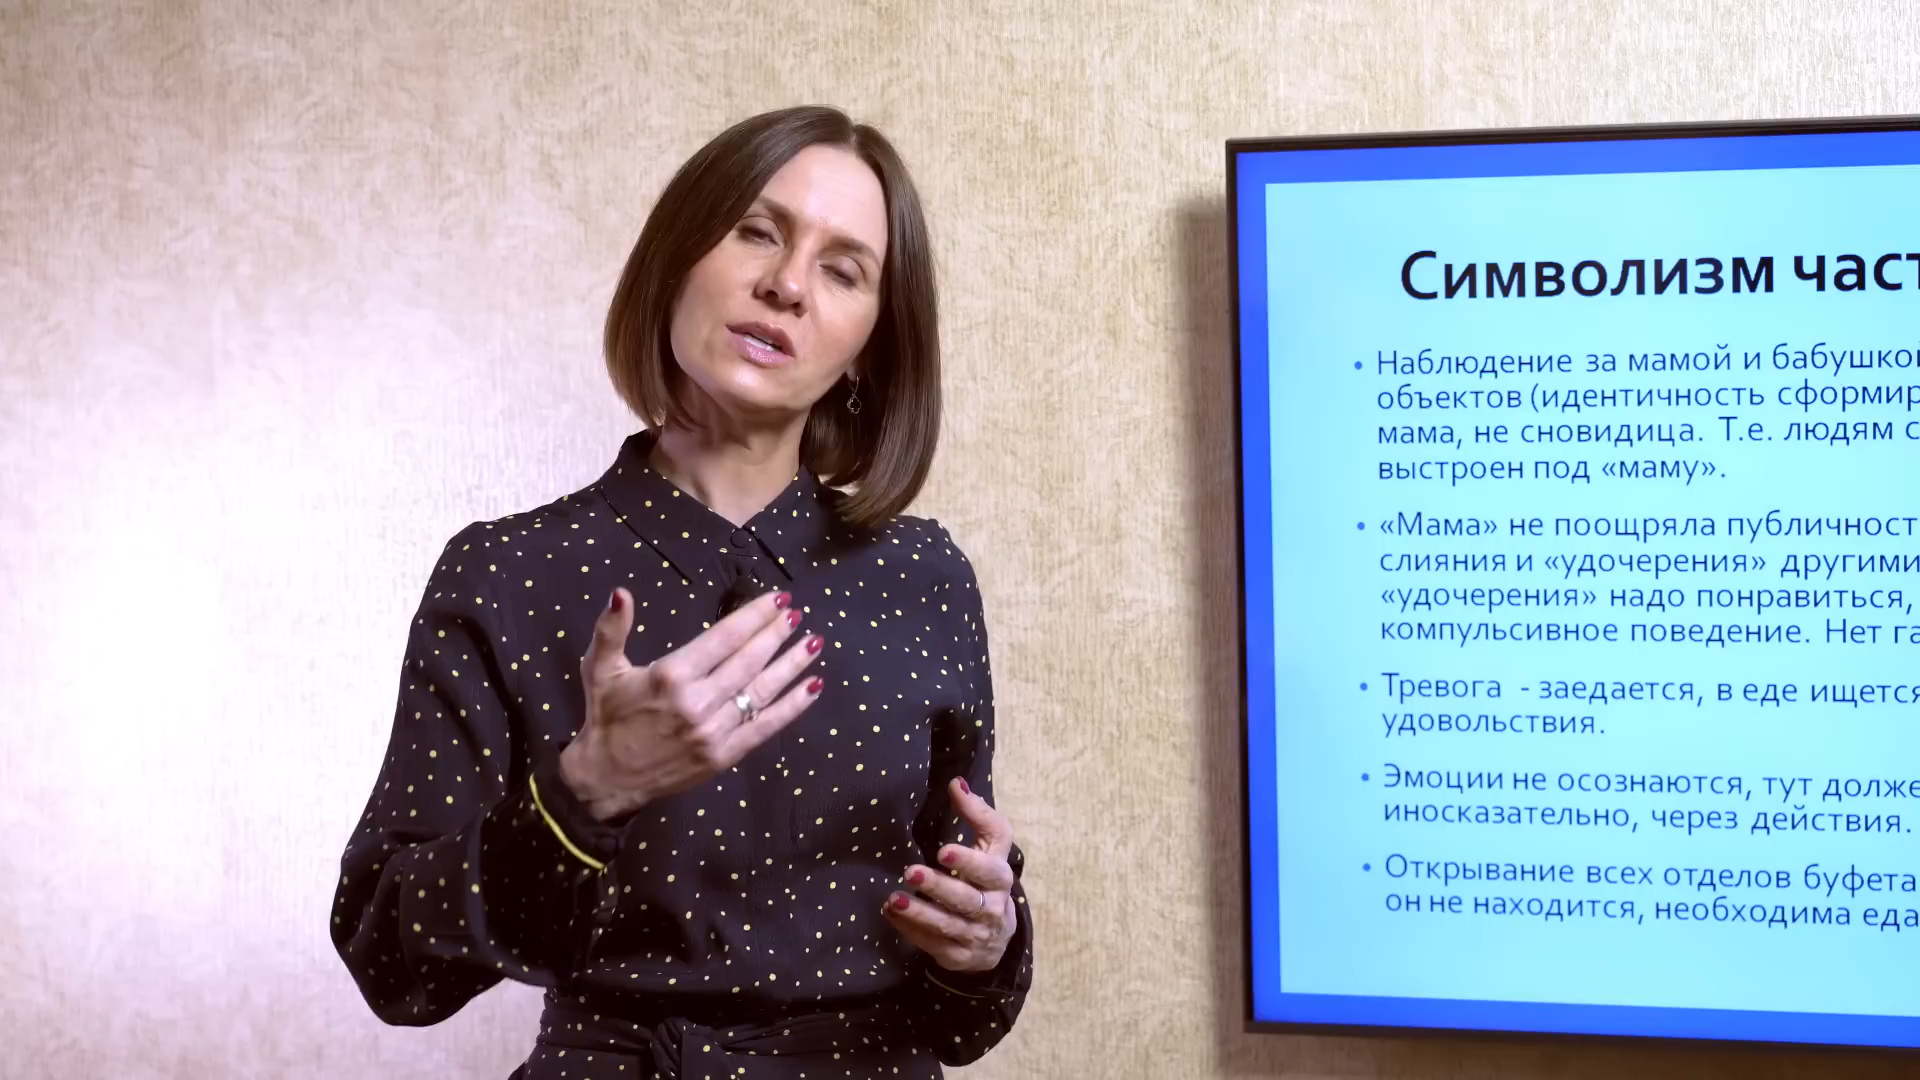 Символизм част
• Наблюдение за мамой и бабушкой
объектов (идентичность сформир
мама, не сновидица. Т.е. людям с
выстроен под «маму».
• «Мама» не поощряла публичност
слияния и «удочерения» другими
«удочерения» надо понравиться,
компульсивное поведение. Нет га
• Тревога - заедается, в еде ищется
удовольствия.
• Эмоции не осознаются, тут долже
иносказательно, через действия.
• Открывание всех отделов буфета
он не находится, необходима еда